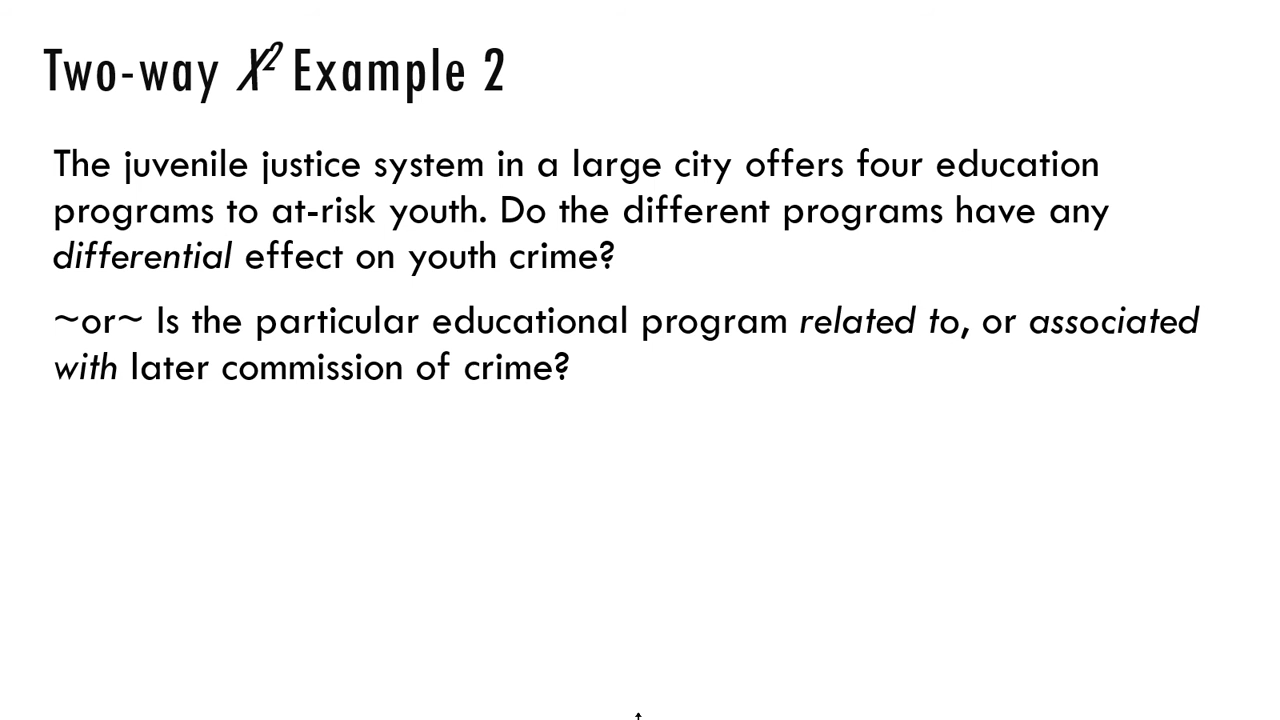 Two-way X² Example 2
The juvenile justice system in a large city offers four education
programs to at-risk youth. Do the different programs have any
differential effect on youth crime?
~or~ Is the particular educational program related to, or associated
with later commission of crime?